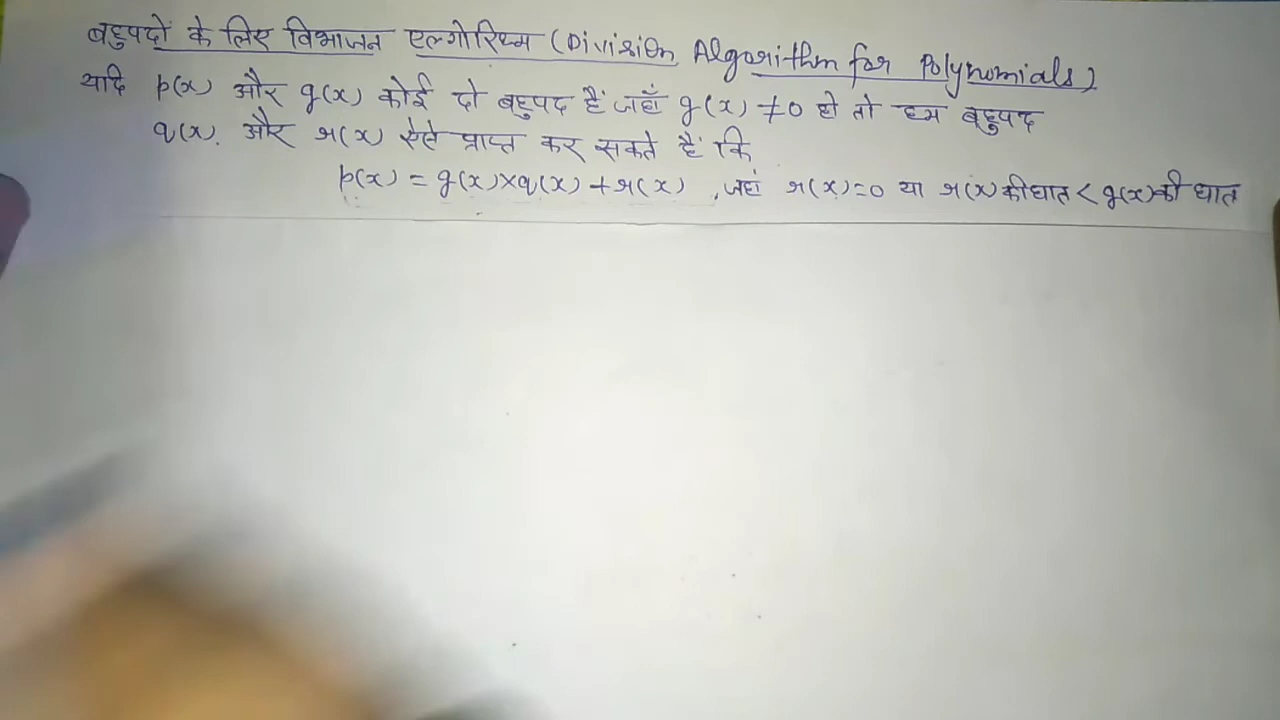 बहुपदों के लिए विभाजन एल्गोरिथ्म (Division Algorithm for Polynomials)
यदि p(x) और g(x) कोई दो बहुपद हैं जहाँ g(x) ≠ 0 हो तो हम बहुपद
q(x) और r(x) ऐसे प्राप्त कर सकते हैं कि
p(x) = g(x) × q(x) + r(x) , जहां r(x) = 0 या r(x) की घात < g(x) की घात